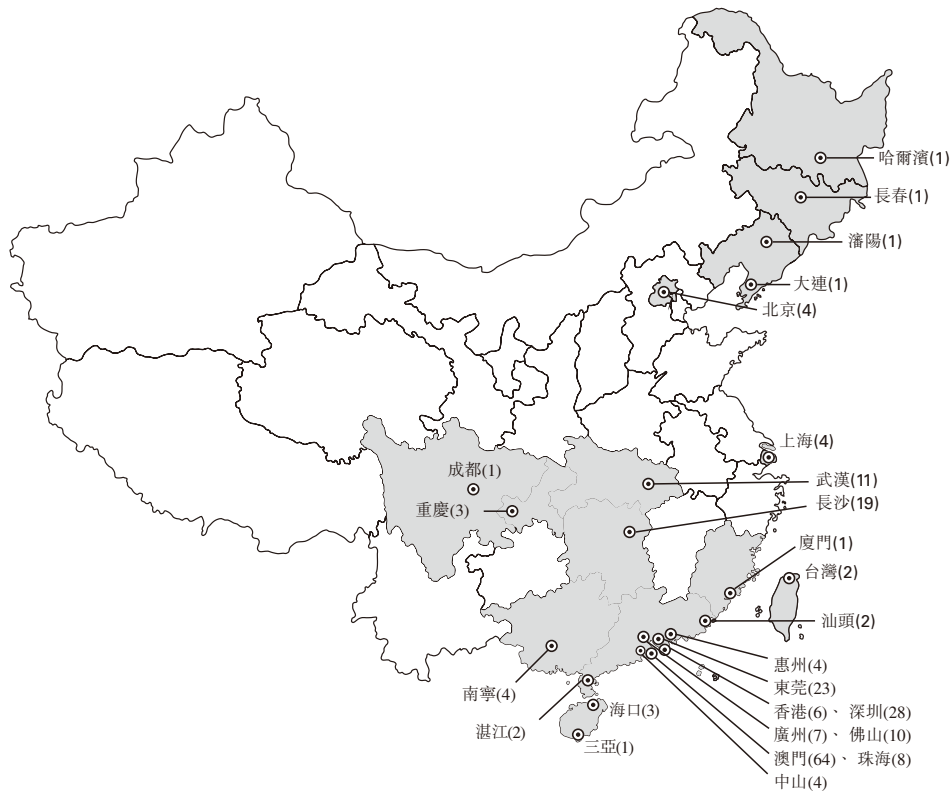 哈爾濱(1)
長春(1)
瀋陽(1)
大連(1)
北京(4)
上海(4)
成都(1)
武漢(11)
重慶(3)
長沙(19)
廈門(1)
台灣(2)
汕頭(2)
惠州(4)
東莞(23)
南寧(4)
海口(3)
香港(6)、 深圳(28)
湛江(2)
廣州(7)、 佛山(10)
三亞(1)
澳門(64)、 珠海(8)
中山(4)